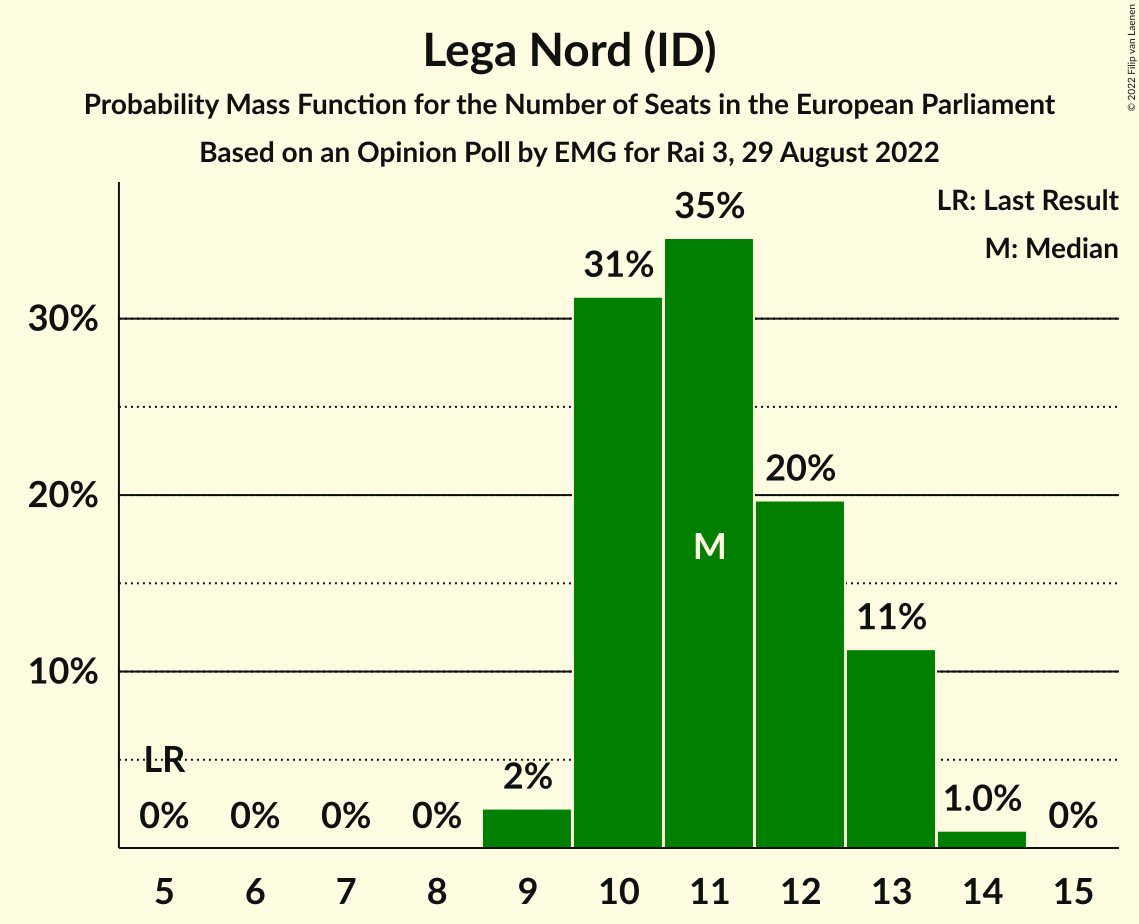 Lega Nord (ID)
Probability Mass Function for the Number of Seats in the European Parliament
Based on an Opinion Poll by EMG for Rai 3, 29 August 2022
© 2022 Filip van Laenen
LR: Last Result
M: Median
35%
31%
30%
20%
20%
M
11%
10%
LR
2%
1.0%
0% 0% 0% 0% 0%
5 6 7 8 9 10 11 12 13 14 15